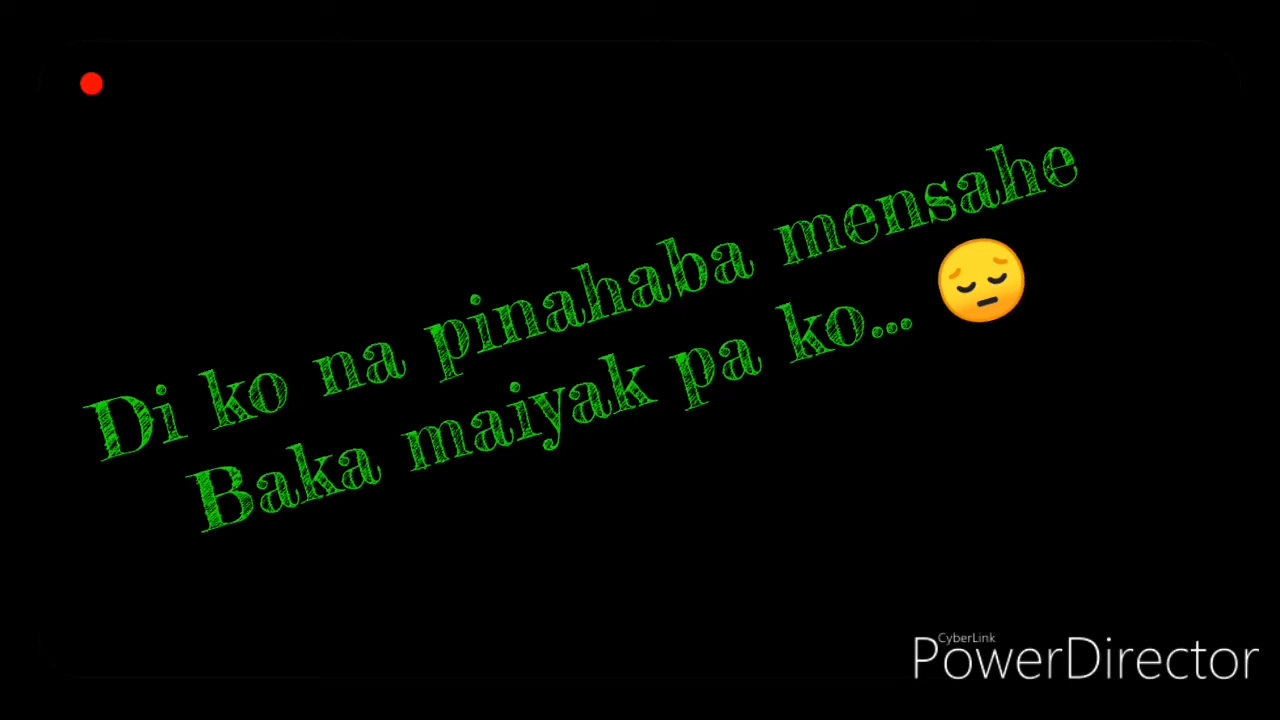 Di ko na pinahaba mensahe
Baka maiyak pa ko... 😔
CyberLink
PowerDirector